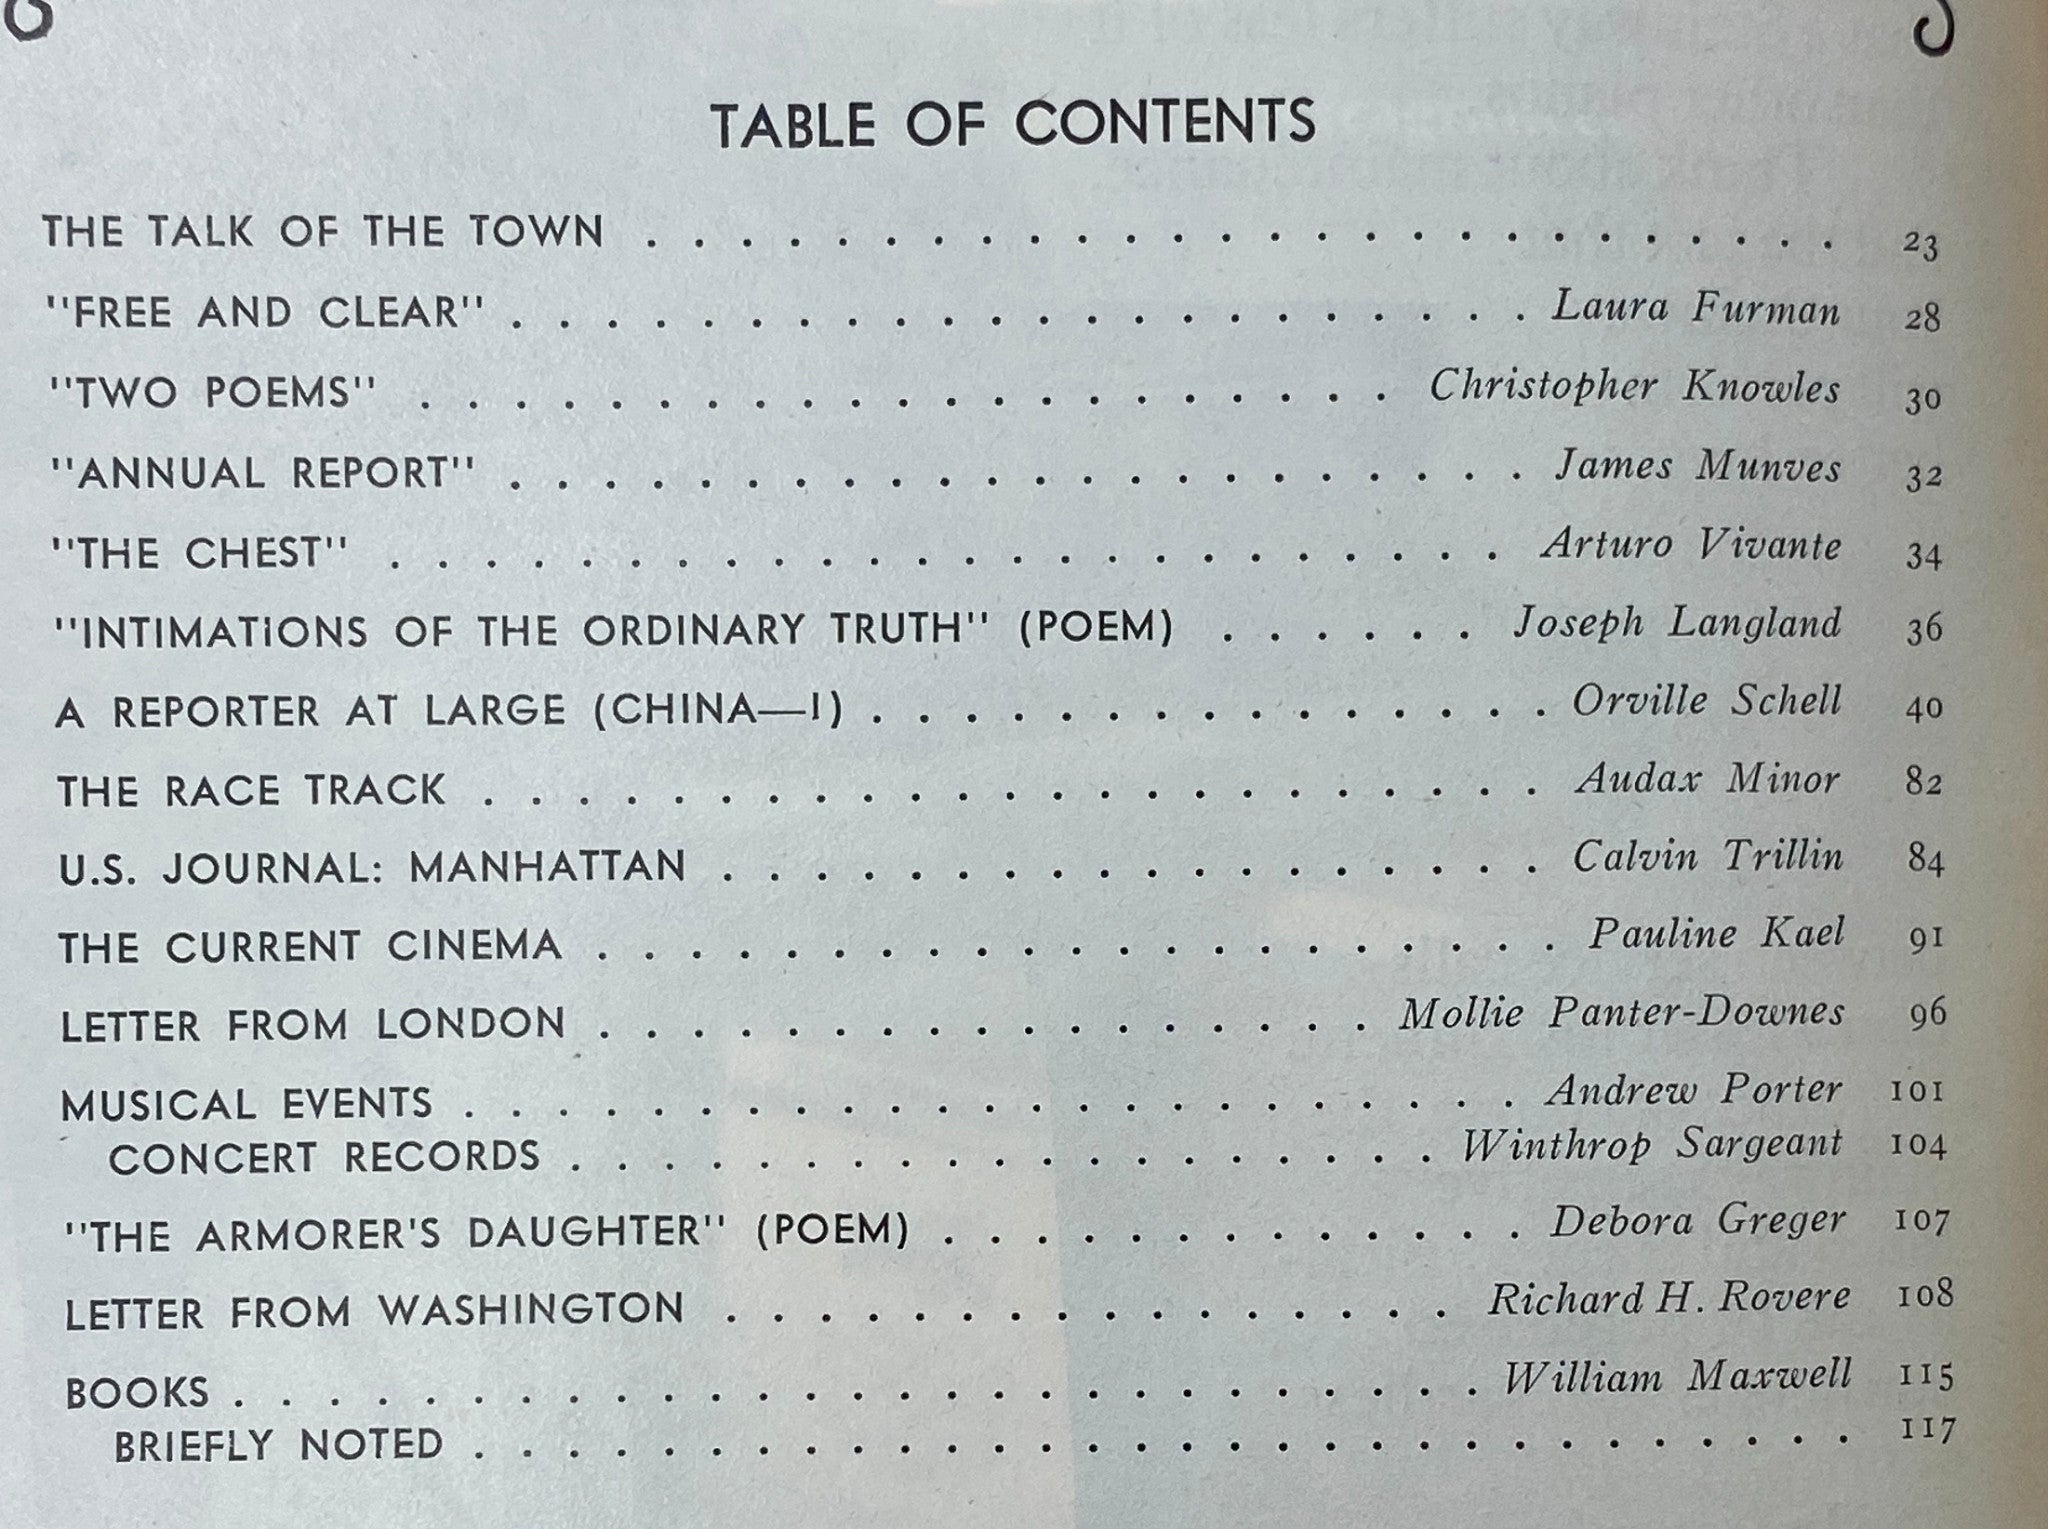 TABLE OF CONTENTS
THE TALK OF THE TOWN . . . . . . . . . . . . . . . . . . . . . . . . . . 23
"FREE AND CLEAR" . . . . . . . . . . . . . . . . . . . . . . Laura Furman 28
"TWO POEMS" . . . . . . . . . . . . . . . . . . . . . Christopher Knowles 30
"ANNUAL REPORT" . . . . . . . . . . . . . . . . . . . . . . James Munves 32
"THE CHEST" . . . . . . . . . . . . . . . . . . . . . . . . Arturo Vivante 34
"INTIMATIONS OF THE ORDINARY TRUTH" (POEM) . . . . . . Joseph Langland 36
A REPORTER AT LARGE (CHINA—I) . . . . . . . . . . . . . . . Orville Schell 40
THE RACE TRACK . . . . . . . . . . . . . . . . . . . . . . . Audax Minor 82
U.S. JOURNAL: MANHATTAN . . . . . . . . . . . . . . . . . . Calvin Trillin 84
THE CURRENT CINEMA . . . . . . . . . . . . . . . . . . . . . Pauline Kael 91
LETTER FROM LONDON . . . . . . . . . . . . . . . . . Mollie Panter-Downes 96
MUSICAL EVENTS . . . . . . . . . . . . . . . . . . . . . . . Andrew Porter 101
CONCERT RECORDS . . . . . . . . . . . . . . . . . . . Winthrop Sargeant 104
"THE ARMORER'S DAUGHTER" (POEM) . . . . . . . . . . . . . Debora Greger 107
LETTER FROM WASHINGTON . . . . . . . . . . . . . . . . Richard H. Rovere 108
BOOKS . . . . . . . . . . . . . . . . . . . . . . . . . . . William Maxwell 115
BRIEFLY NOTED . . . . . . . . . . . . . . . . . . . . . . . . . . . . . . 117